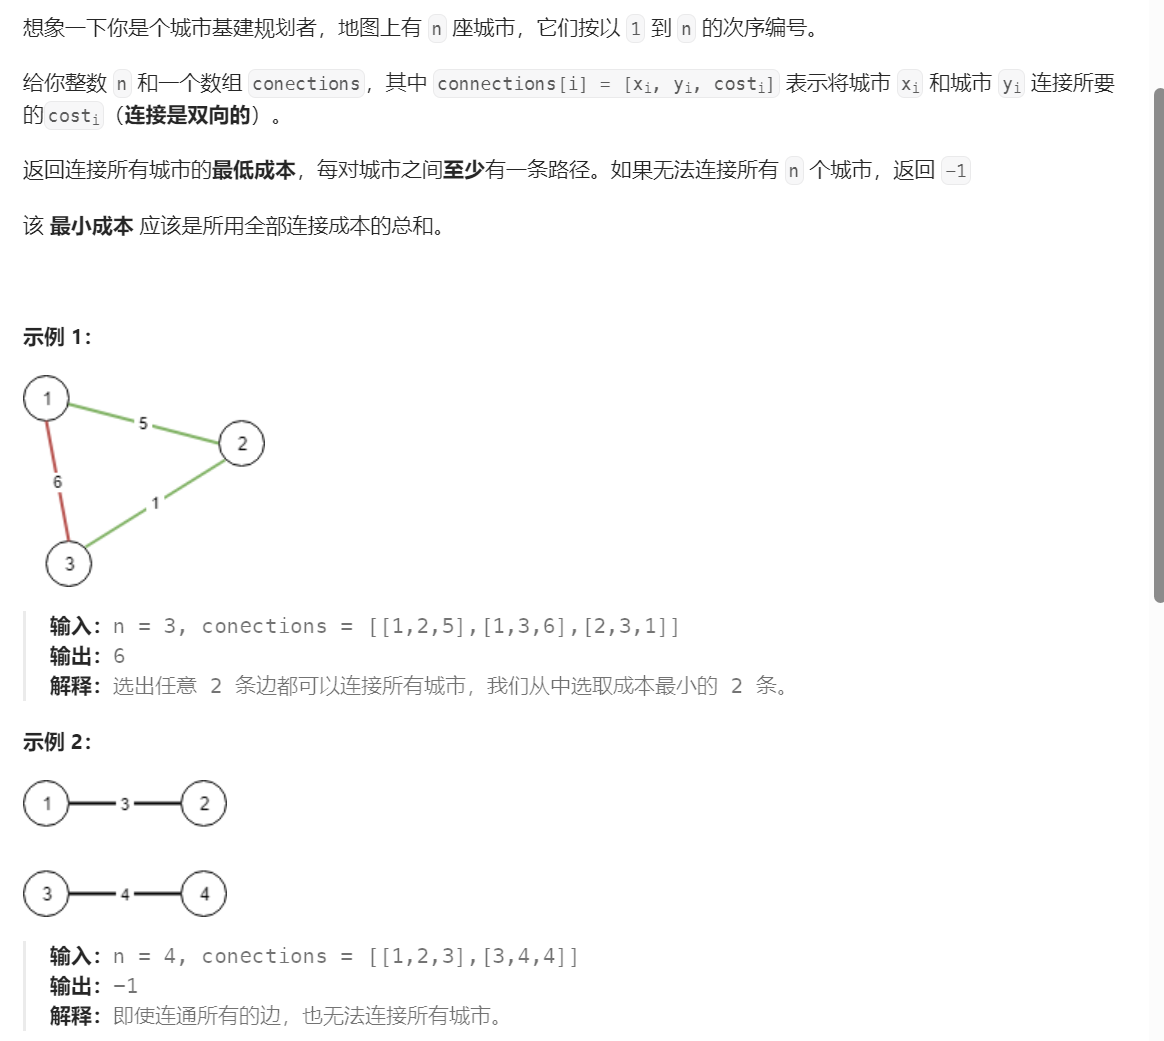 想象一下你是个城市基建规划者，地图上有 n 座城市，它们按以 1 到 n 的次序编号。
给你整数 n 和一个数组 conections，其中 connections[i] = [xi, yi, costi] 表示将城市 xi 和城市 yi 连接所要
的costi（连接是双向的）。
返回连接所有城市的最低成本，每对城市之间至少有一条路径。如果无法连接所有 n 个城市，返回 -1
该 最小成本 应该是所用全部连接成本的总和。
示例 1：
1
5
2
6
1
3
输入：n = 3, conections = [[1,2,5],[1,3,6],[2,3,1]]
输出：6
解释：选出任意 2 条边都可以连接所有城市，我们从中选取成本最小的 2 条。
示例 2：
1 3 2
3 4 4
输入：n = 4, conections = [[1,2,3],[3,4,4]]
输出：-1
解释：即使连通所有的边，也无法连接所有城市。